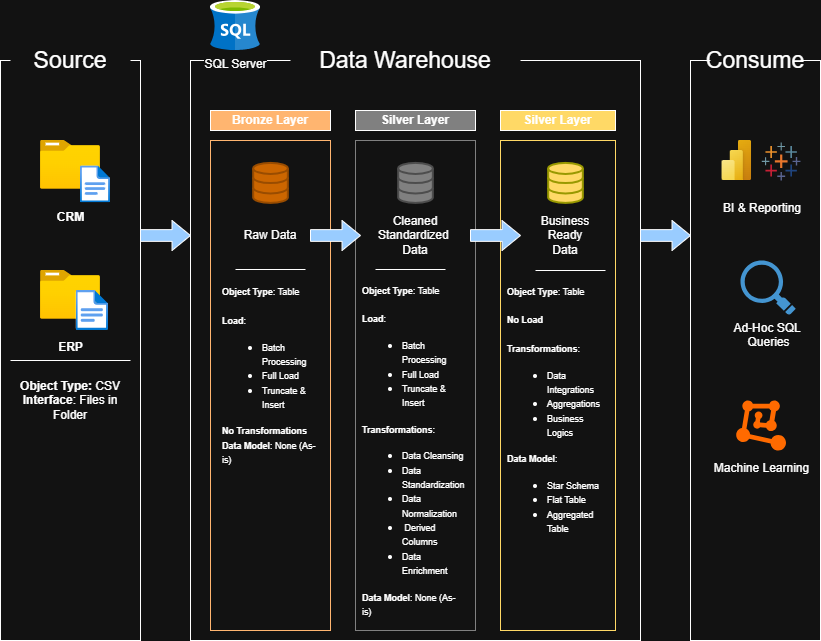 Source
CRM
ERP
Object Type: CSV
Interface: Files in
Folder
SQL
SQL Server
Data Warehouse
Bronze Layer
Raw Data
Object Type: Table
Load:
• Batch
Processing
• Full Load
• Truncate &
Insert
No Transformations
Data Model: None (As-
is)
Silver Layer
Cleaned
Standardized
Data
Object Type: Table
Load:
• Batch
Processing
• Full Load
• Truncate &
Insert
Transformations:
• Data Cleansing
• Data
Standardization
• Data
Normalization
• Derived
Columns
• Data
Enrichment
Data Model: None (As-
is)
Silver Layer
Business
Ready
Data
Object Type: Table
No Load
Transformations:
• Data
Integrations
• Aggregations
• Business
Logics
Data Model:
• Star Schema
• Flat Table
• Aggregated
Table
Consume
BI & Reporting
Ad-Hoc SQL
Queries
Machine Learning